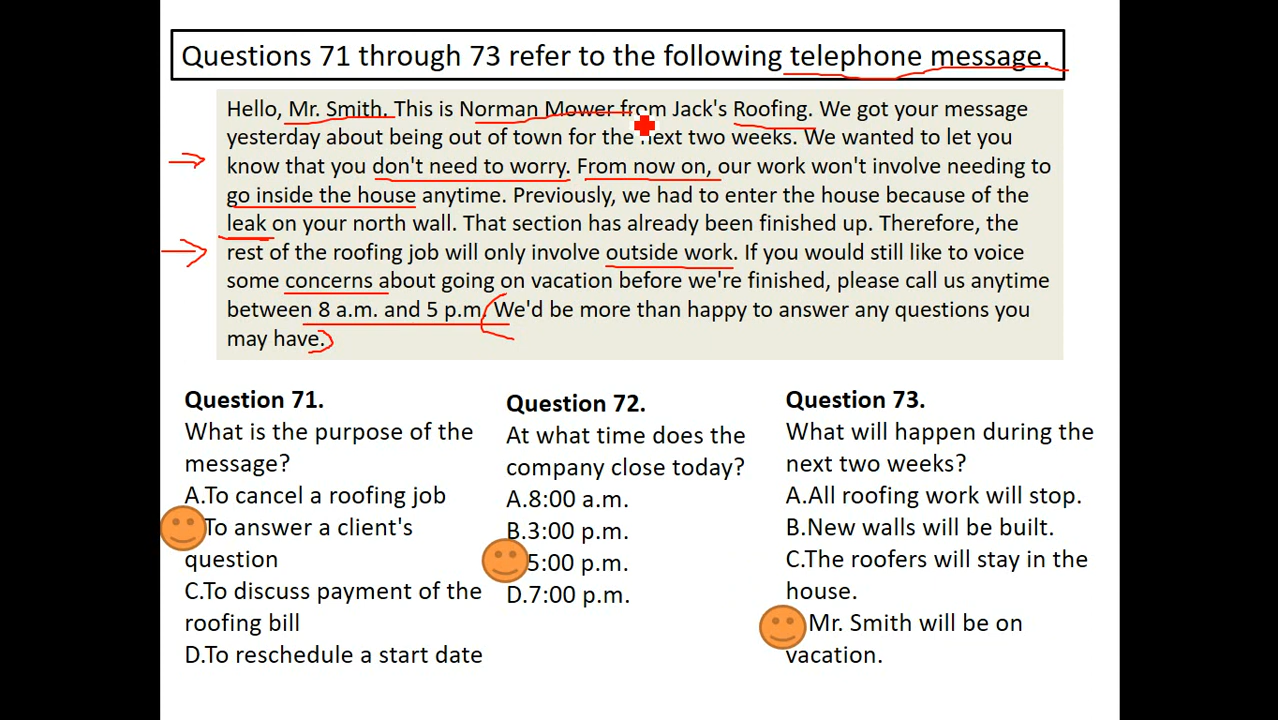 Questions 71 through 73 refer to the following telephone message.
Hello, Mr. Smith. This is Norman Mower from Jack's Roofing. We got your message
yesterday about being out of town for the next two weeks. We wanted to let you
know that you don't need to worry. From now on, our work won't involve needing to
go inside the house anytime. Previously, we had to enter the house because of the
leak on your north wall. That section has already been finished up. Therefore, the
rest of the roofing job will only involve outside work. If you would still like to voice
some concerns about going on vacation before we're finished, please call us anytime
between 8 a.m. and 5 p.m. We'd be more than happy to answer any questions you
may have.
Question 71.
What is the purpose of the
message?
A.To cancel a roofing job
To answer a client's
question
C.To discuss payment of the
roofing bill
D.To reschedule a start date
Question 72.
At what time does the
company close today?
A.8:00 a.m.
B.3:00 p.m.
5:00 p.m.
D.7:00 p.m.
Question 73.
What will happen during the
next two weeks?
A.All roofing work will stop.
B.New walls will be built.
C.The roofers will stay in the
house.
Mr. Smith will be on
vacation.